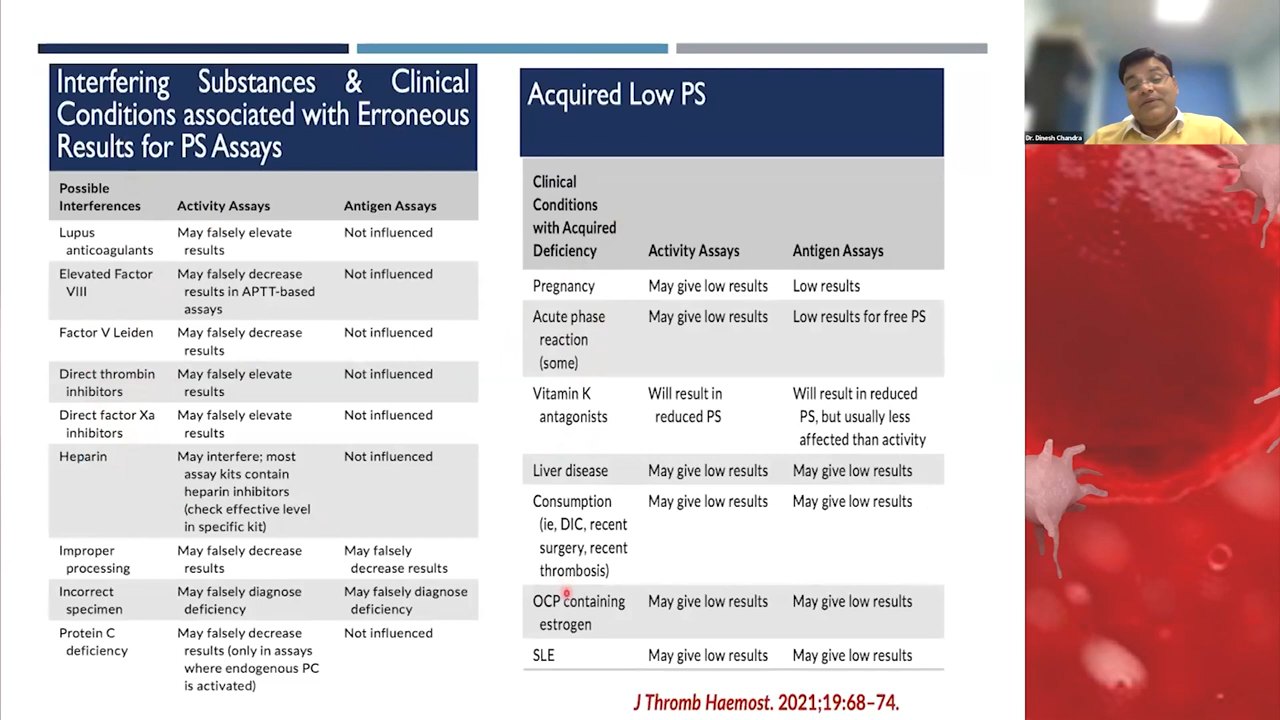 Interfering Substances & Clinical
Conditions associated with Erroneous
Results for PS Assays
Possible
Interferences
Activity Assays
Antigen Assays
Lupus
anticoagulants
May falsely elevate
results
Not influenced
Elevated Factor
VIII
May falsely decrease
results in APTT-based
assays
Not influenced
Factor V Leiden
May falsely decrease
results
Not influenced
Direct thrombin
inhibitors
May falsely elevate
results
Not influenced
Direct factor Xa
inhibitors
May falsely elevate
results
Not influenced
Heparin
May interfere; most
assay kits contain
heparin inhibitors
(check effective level
in specific kit)
Not influenced
Improper
processing
May falsely decrease
results
May falsely
decrease results
Incorrect
specimen
May falsely diagnose
deficiency
May falsely diagnose
deficiency
Protein C
deficiency
May falsely decrease
results (only in assays
where endogenous PC
is activated)
Not influenced
Acquired Low PS
Clinical
Conditions
with Acquired
Deficiency
Activity Assays
Antigen Assays
Pregnancy
May give low results
Low results
Acute phase
reaction
(some)
May give low results
Low results for free PS
Vitamin K
antagonists
Will result in
reduced PS
Will result in reduced
PS, but usually less
affected than activity
Liver disease
May give low results
May give low results
Consumption
(ie, DIC, recent
surgery, recent
thrombosis)
May give low results
May give low results
OCP containing
estrogen
May give low results
May give low results
SLE
May give low results
May give low results
J Thromb Haemost. 2021;19:68–74.
Dr. Dinesh Chandra